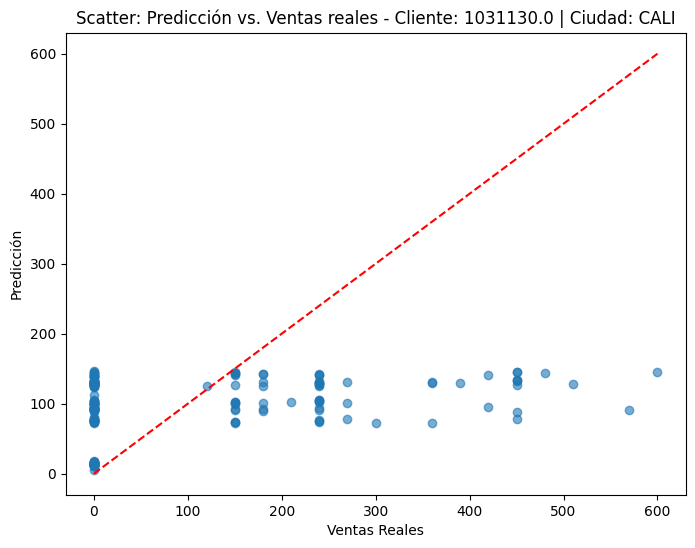 Scatter: Predicción vs. Ventas reales - Cliente: 1031130.0 | Ciudad: CALI
600
500
400
300
200
100
0
Predicción
0 100 200 300 400 500 600
Ventas Reales